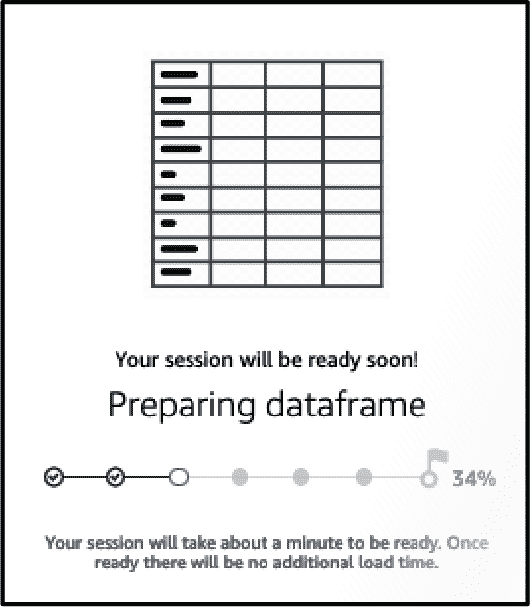 Your session will be ready soon!
Preparing dataframe
34%
Your session will take about a minute to be ready. Once
ready there will be no additional load time.